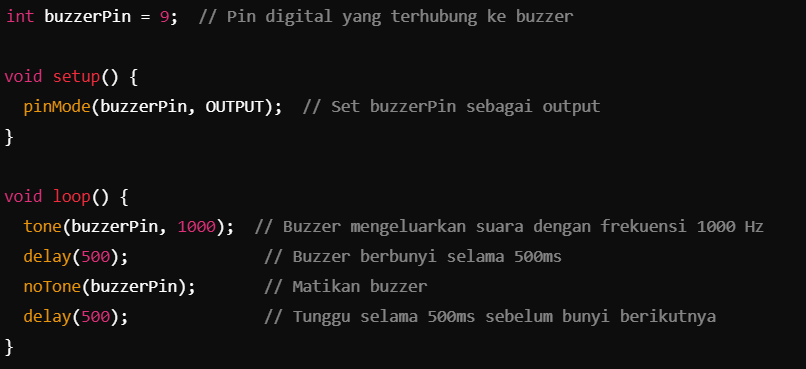 int buzzerPin = 9;  // Pin digital yang terhubung ke buzzer
void setup() {
  pinMode(buzzerPin, OUTPUT);  // Set buzzerPin sebagai output
}
void loop() {
  tone(buzzerPin, 1000);  // Buzzer mengeluarkan suara dengan frekuensi 1000 Hz
  delay(500);              // Buzzer berbunyi selama 500ms
  noTone(buzzerPin);       // Matikan buzzer
  delay(500);              // Tunggu selama 500ms sebelum bunyi berikutnya
}